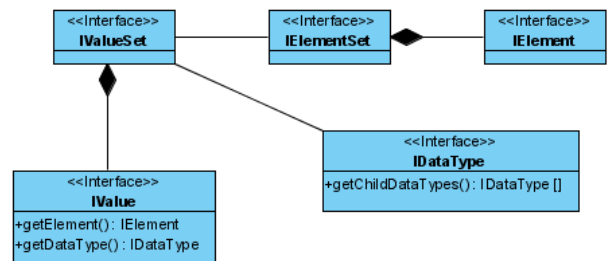 <<Interface>>
IValueSet
<<Interface>>
IElementSet
<<Interface>>
IElement
<<Interface>>
IDataType
+getChildDataTypes() : IDataType []
<<Interface>>
IValue
+getElement() : IElement
+getDataType() : IDataType